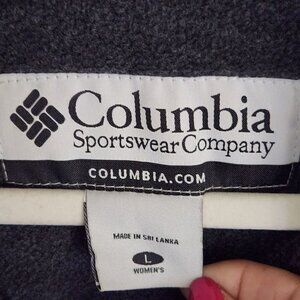 Columbia
Sportswear Company
COLUMBIA.COM
MADE IN SRI LANKA
L
WOMEN'S